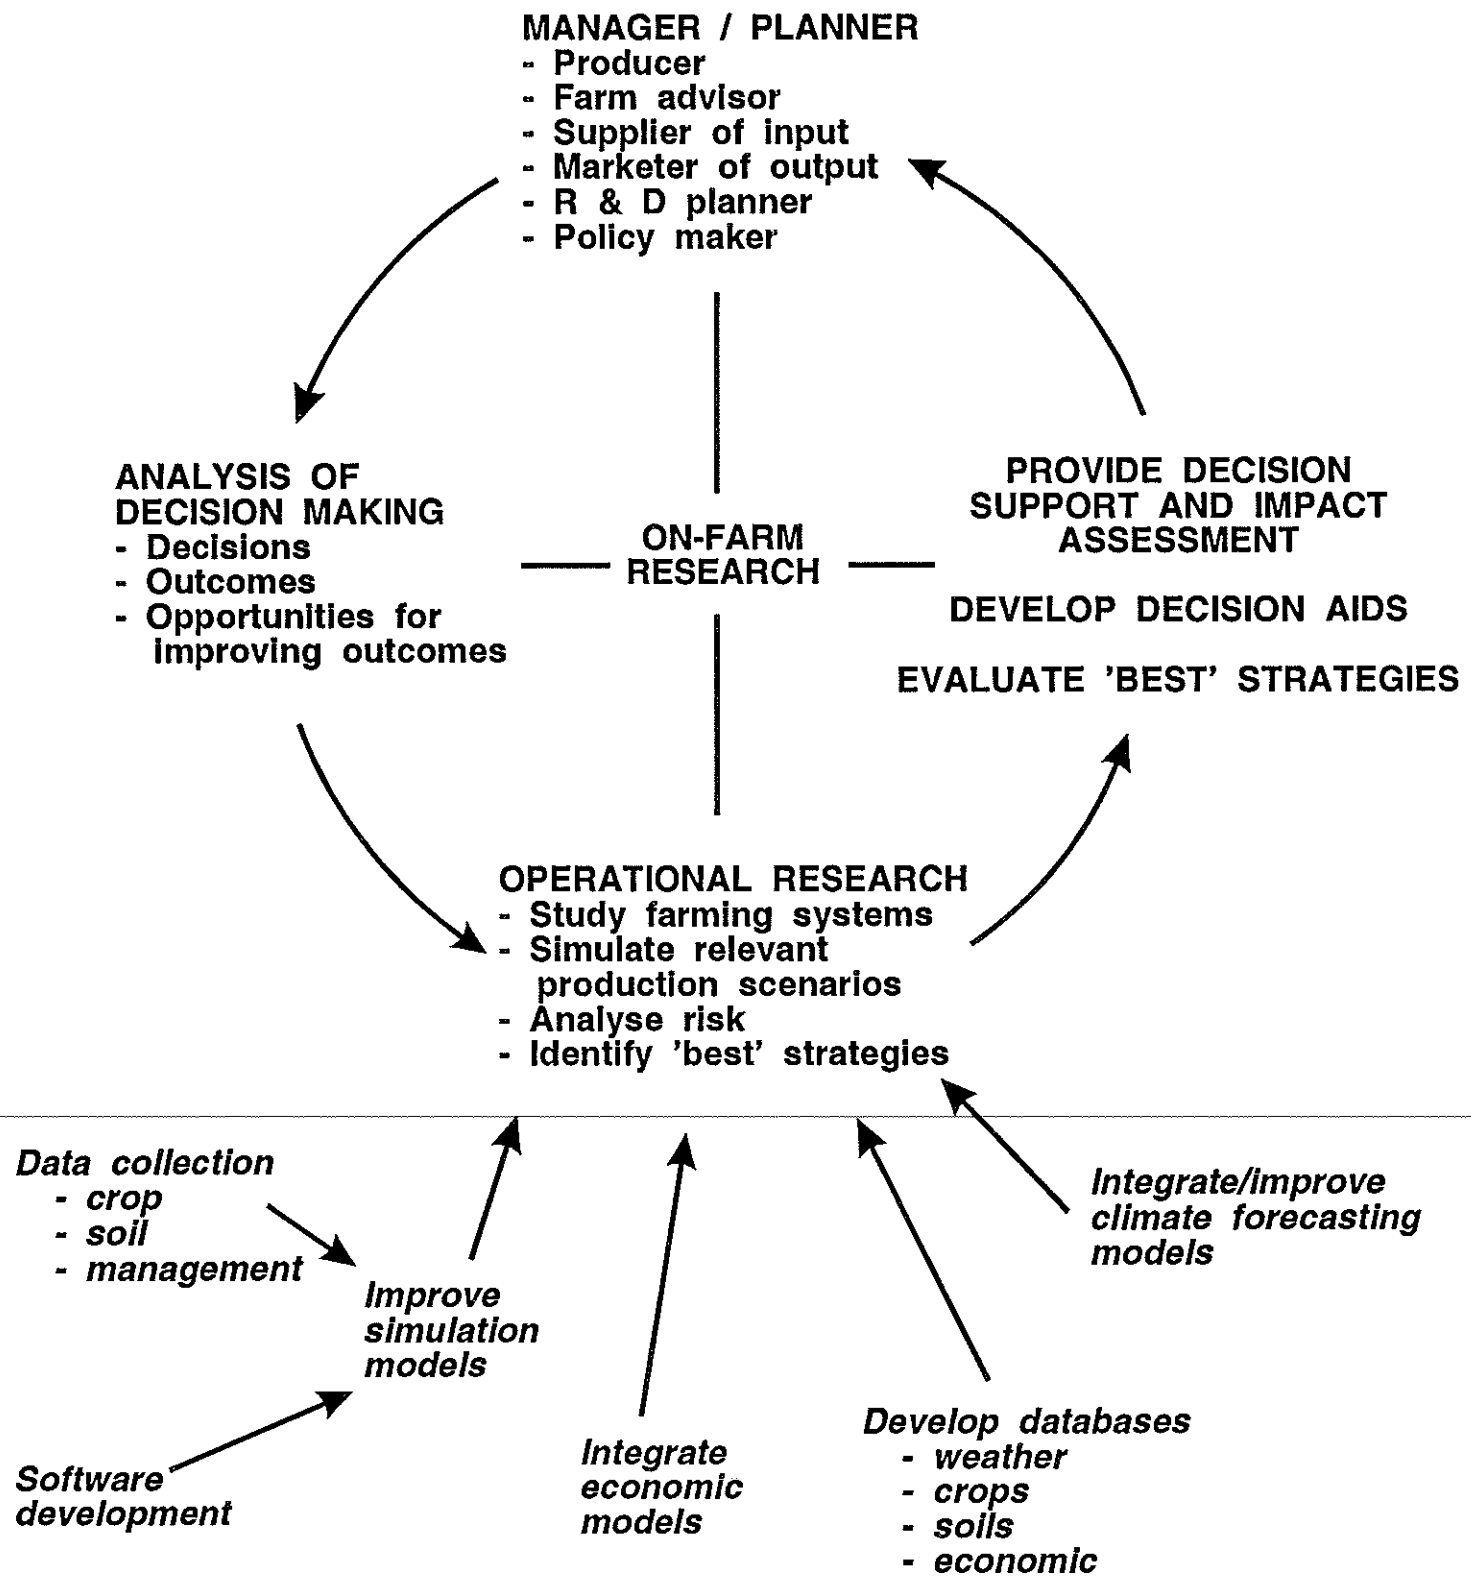 MANAGER / PLANNER
- Producer
- Farm advisor
- Supplier of input
- Marketer of output
- R & D planner
- Policy maker
ANALYSIS OF
DECISION MAKING
- Decisions
- Outcomes
- Opportunities for
improving outcomes
ON-FARM
RESEARCH
PROVIDE DECISION
SUPPORT AND IMPACT
ASSESSMENT
DEVELOP DECISION AIDS
EVALUATE 'BEST' STRATEGIES
OPERATIONAL RESEARCH
- Study farming systems
- Simulate relevant
production scenarios
- Analyse risk
- Identify 'best' strategies
Data collection
- crop
- soil
- management
Improve
simulation
models
Software
development
Integrate
economic
models
Develop databases
- weather
- crops
- soils
- economic
Integrate/improve
climate forecasting
models